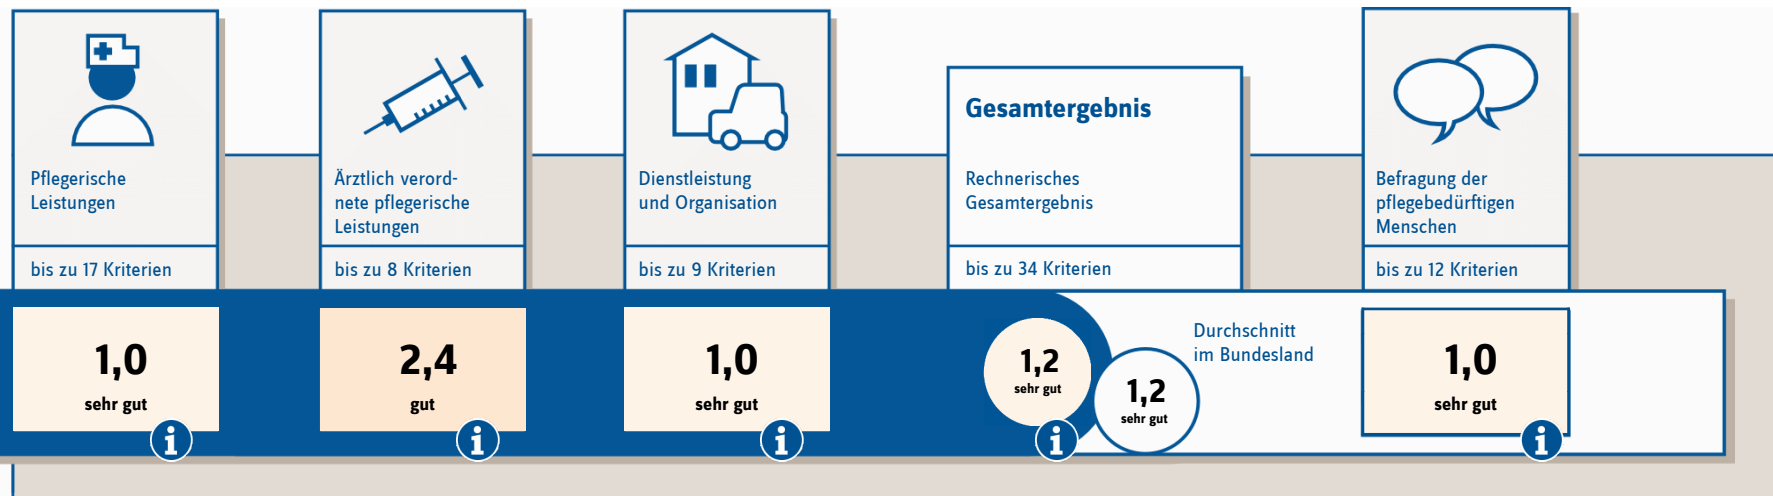 Pflegerische
Leistungen
bis zu 17 Kriterien
1,0
sehr gut
i
Ärztlich verord-
nete pflegerische
Leistungen
bis zu 8 Kriterien
2,4
gut
i
Dienstleistung
und Organisation
bis zu 9 Kriterien
1,0
sehr gut
i
Gesamtergebnis
Rechnerisches
Gesamtergebnis
bis zu 34 Kriterien
1,2
sehr gut
i
1,2
sehr gut
Durchschnitt
im Bundesland
Befragung der
pflegebedürftigen
Menschen
bis zu 12 Kriterien
1,0
sehr gut
i